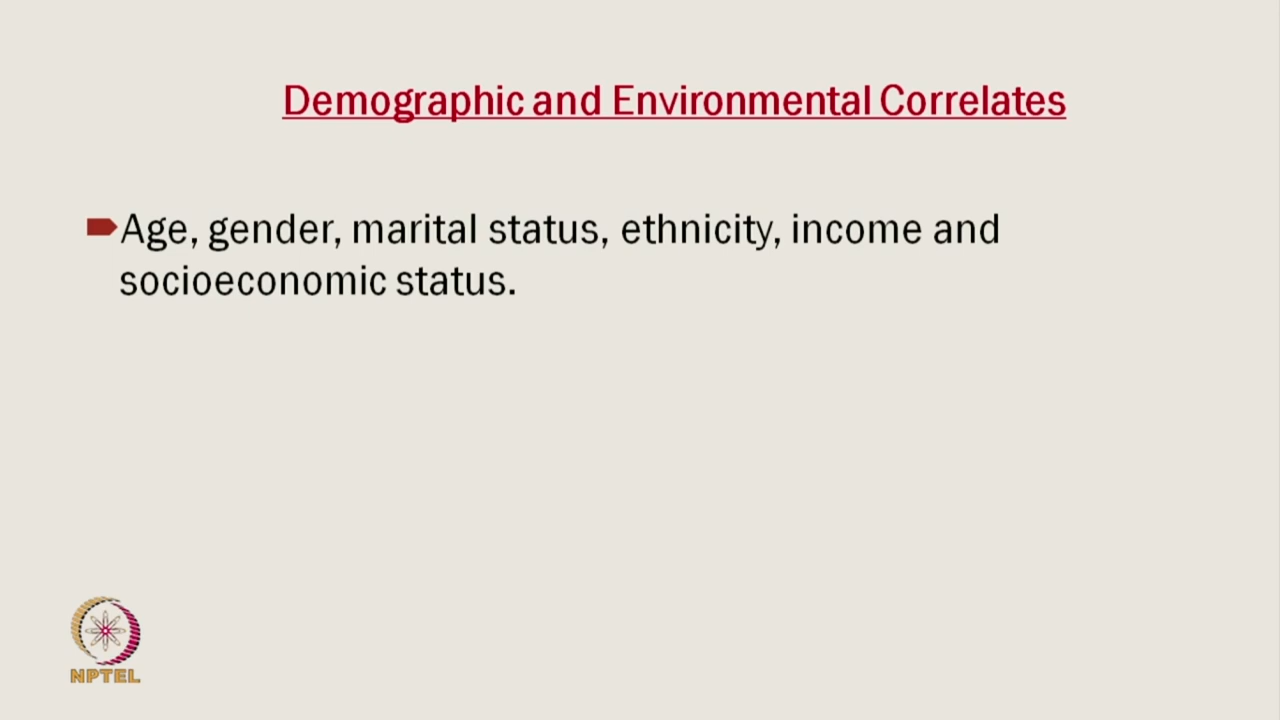 Demographic and Environmental Correlates
Age, gender, marital status, ethnicity, income and
socioeconomic status.
NPTEL